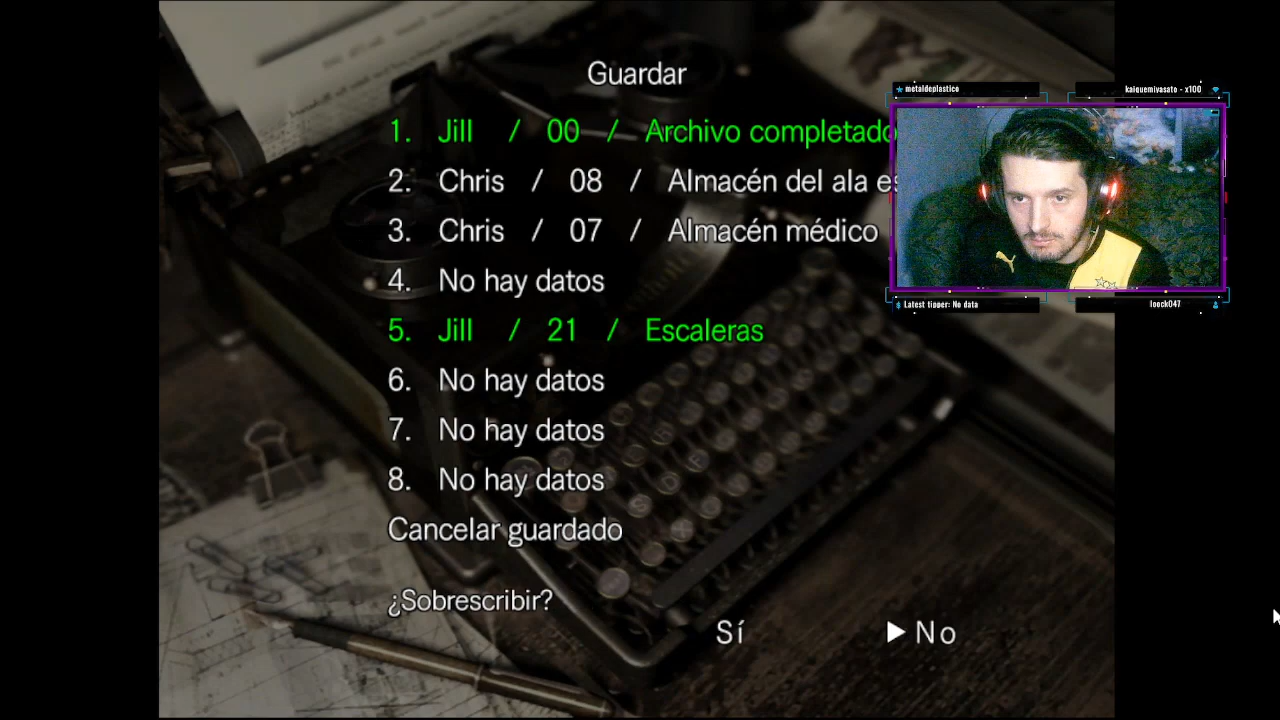 Guardar
1. Jill / 00 / Archivo completado
2. Chris / 08 / Almacén del ala es
3. Chris / 07 / Almacén médico
4. No hay datos
5. Jill / 21 / Escaleras
6. No hay datos
7. No hay datos
8. No hay datos
Cancelar guardado
¿Sobrescribir?
Sí ▶ No
metaldeplastico
kaiquemiyasato - x100
Latest tipper: No data
loock047